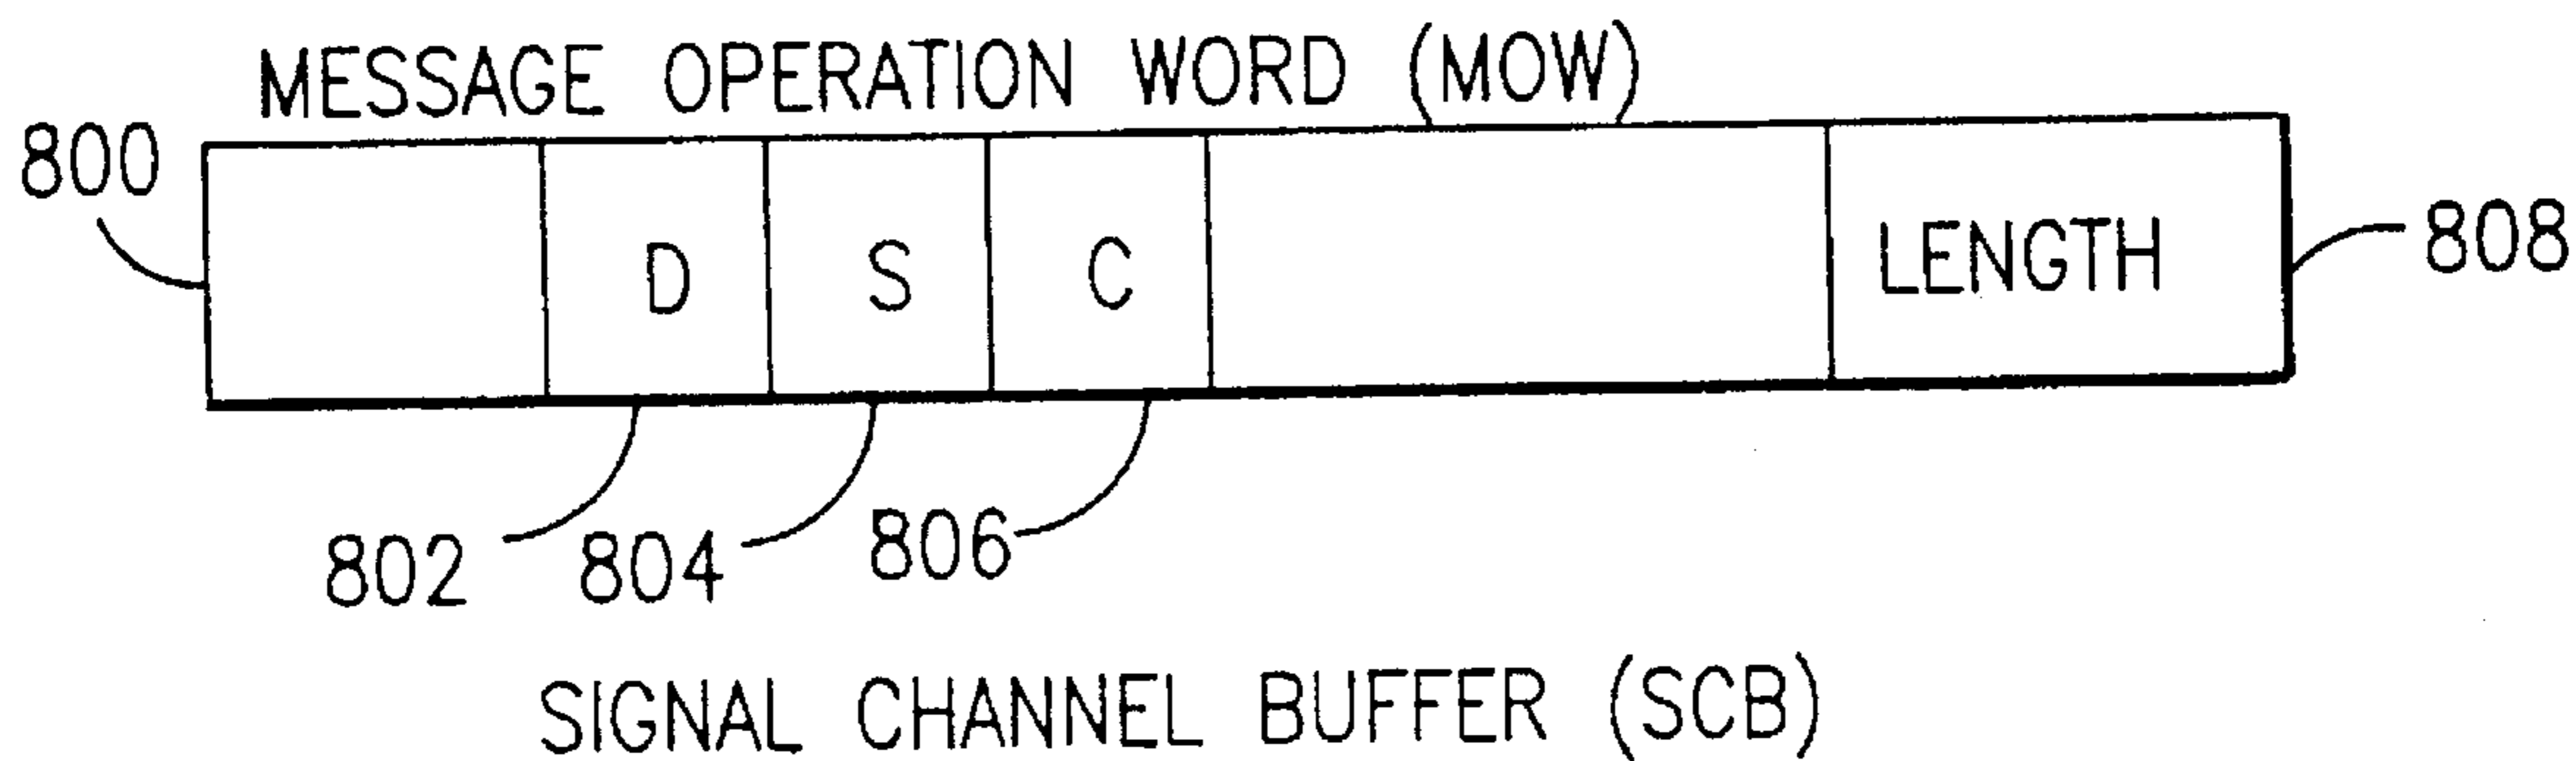 MESSAGE OPERATION WORD (MOW)
800
D S C LENGTH
808
802 804 806
SIGNAL CHANNEL BUFFER (SCB)